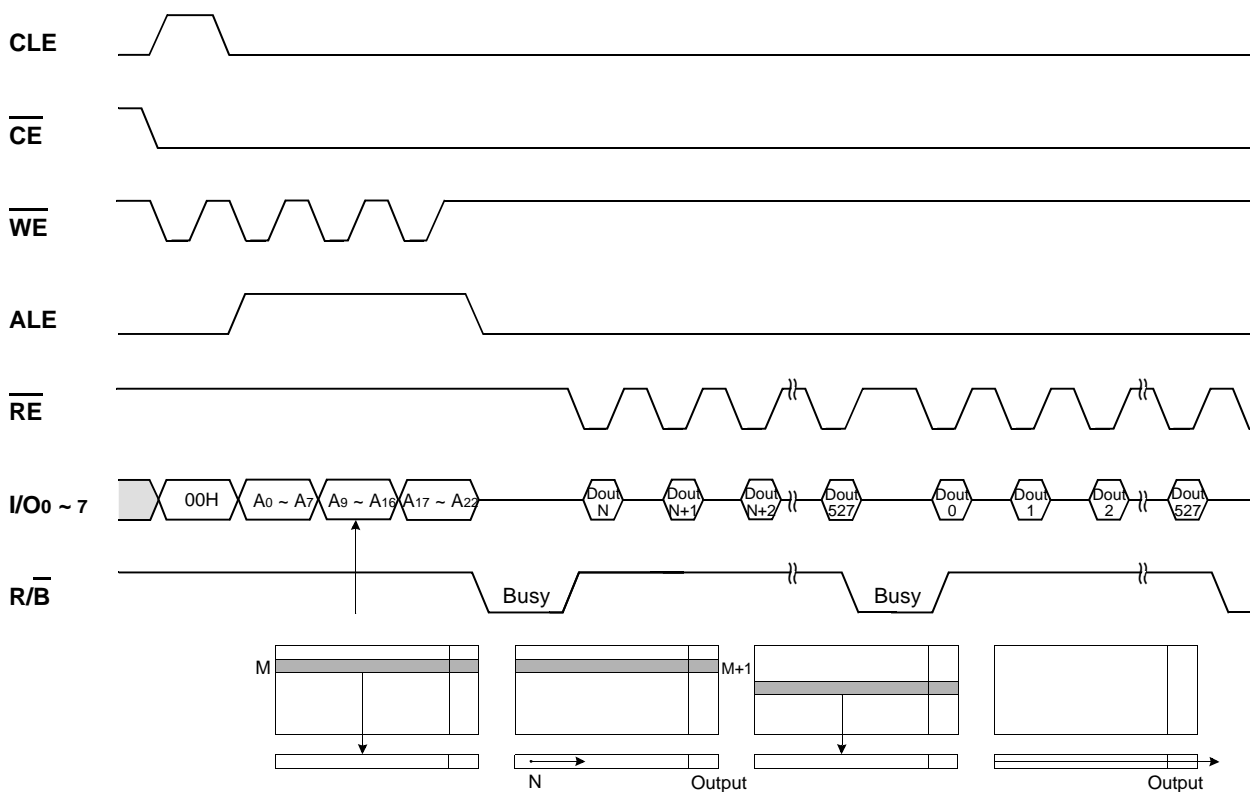 CLE
CE
WE
ALE
RE
I/O0 ~ 7
00H
A0 ~ A7
A9 ~ A16
A17 ~ A22
Dout
N
Dout
N+1
Dout
N+2
Dout
527
Dout
0
Dout
1
Dout
2
Dout
527
R/B
Busy
Busy
M
M+1
N
Output
Output